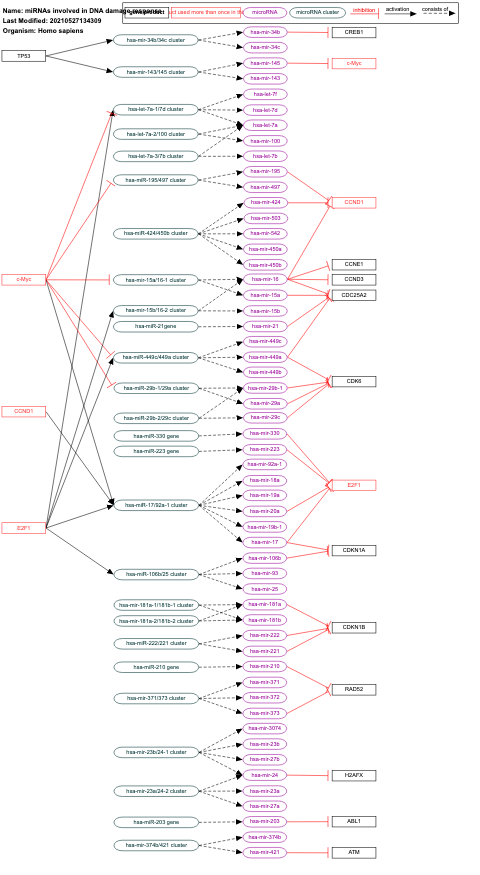 Name: miRNAs involved in DNA damage response
Last Modified: 20210527134309
Organism: Homo sapiens
microRNA
microRNA cluster
inhibition
activation
consists of
TP53
c-Myc
CCND1
E2F1
hsa-mir-34b/34c cluster
hsa-mir-143/145 cluster
hsa-let-7a-1/7d cluster
hsa-let-7a-2/100 cluster
hsa-let-7a-3/7b cluster
hsa-miR-195/497 cluster
hsa-miR-424/450b cluster
hsa-mir-15a/16-1 cluster
hsa-mir-15b/16-2 cluster
hsa-miR-21gene
hsa-miR-449c/449a cluster
hsa-miR-29b-1/29a cluster
hsa-miR-29b-2/29c cluster
hsa-miR-330 gene
hsa-miR-223 gene
hsa-miR-17/92a-1 cluster
hsa-miR-106b/25 cluster
hsa-mir-181a-1/181b-1 cluster
hsa-mir-181a-2/181b-2 cluster
hsa-miR-222/221 cluster
hsa-miR-210 gene
hsa-mir-371/373 cluster
hsa-mir-23b/24-1 cluster
hsa-mir-23a/24-2 cluster
hsa-miR-203 gene
hsa-mir-374b/421 cluster
hsa-mir-34b
hsa-mir-34c
hsa-mir-145
hsa-mir-143
hsa-let-7f
hsa-let-7d
hsa-let-7a
hsa-mir-100
hsa-let-7b
hsa-mir-195
hsa-mir-497
hsa-mir-424
hsa-mir-503
hsa-mir-542
hsa-mir-450a
hsa-mir-450b
hsa-mir-16
hsa-mir-15a
hsa-mir-15b
hsa-mir-21
hsa-mir-449c
hsa-mir-449a
hsa-mir-449b
hsa-mir-29b-1
hsa-mir-29a
hsa-mir-29c
hsa-mir-330
hsa-mir-223
hsa-mir-92a-1
hsa-mir-18a
hsa-mir-19a
hsa-mir-20a
hsa-mir-19b-1
hsa-mir-17
hsa-mir-106b
hsa-mir-93
hsa-mir-25
hsa-mir-181a
hsa-mir-181b
hsa-mir-222
hsa-mir-221
hsa-mir-210
hsa-mir-371
hsa-mir-372
hsa-mir-373
hsa-mir-3074
hsa-mir-23b
hsa-mir-27b
hsa-mir-24
hsa-mir-23a
hsa-mir-27a
hsa-mir-203
hsa-mir-374b
hsa-mir-421
CREB1
c-Myc
CCND1
CCNE1
CCND3
CDC25A2
CDK6
E2F1
CDKN1A
CDKN1B
RAD52
H2AFX
ABL1
ATM